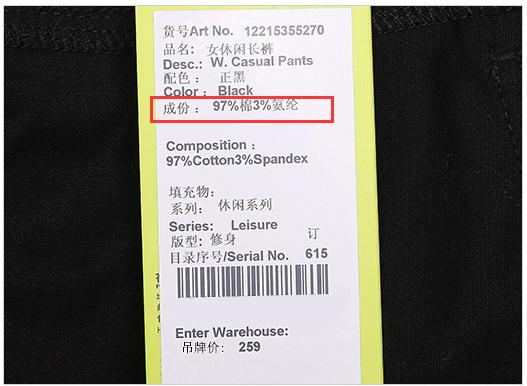 货号Art No. 12215355270
品名: 女休闲长裤
Desc.: W. Casual Pants
配色： 正黑
Color： Black
成份： 97%棉3%氨纶
Composition：
97%Cotton3%Spandex
填充物：
系列： 休闲系列
Series: Leisure
版型: 修身
订
目录序号/Serial No. 615
Enter Warehouse:
吊牌价: 259